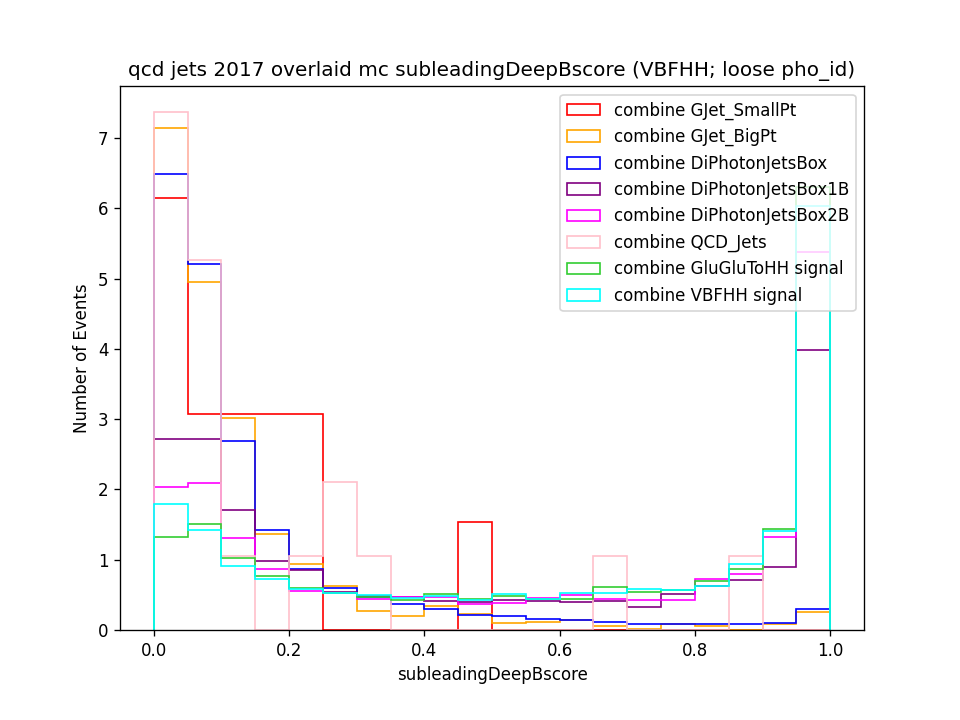 qcd jets 2017 overlaid mc subleadingDeepBscore (VBFHH; loose pho_id)
combine GJet_SmallPt
combine GJet_BigPt
combine DiPhotonJetsBox
combine DiPhotonJetsBox1B
combine DiPhotonJetsBox2B
combine QCD_Jets
combine GluGluToHH signal
combine VBFHH signal
Number of Events
7
6
5
4
3
2
1
0
0.0 0.2 0.4 0.6 0.8 1.0
subleadingDeepBscore